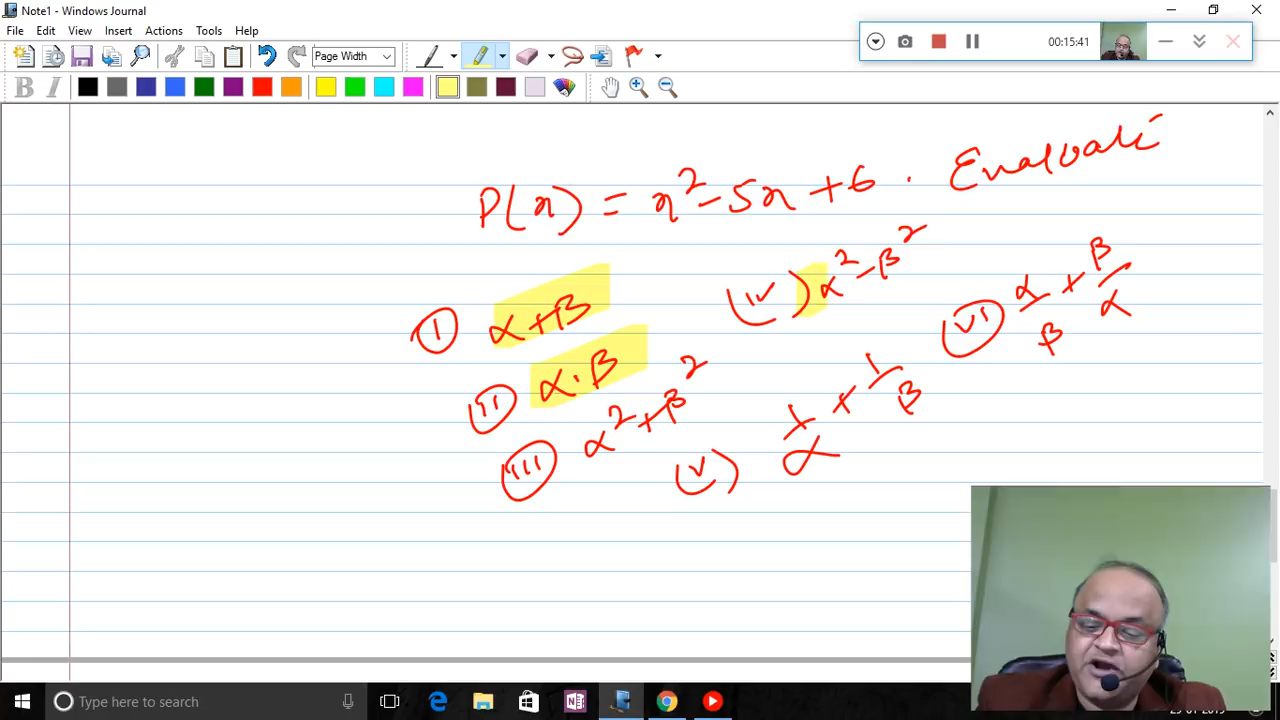 Note1 - Windows Journal
File Edit View Insert Actions Tools Help
Page Width
00:15:41
B I
P(x) = x² - 5x + 6 . Evaluate
(i) α + β
(ii) α · β
(iii) α² + β²
(iv) α² - β²
(v) 1/α + 1/β
(vi) α/β + β/α
Type here to search